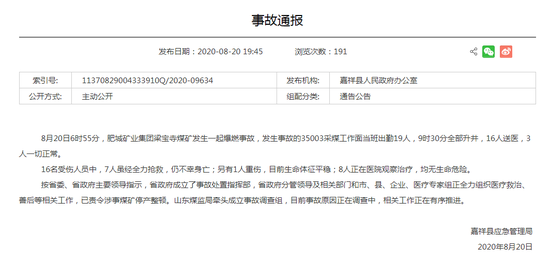 事故通报
发布日期：2020-08-20 19:45 浏览次数：191
索引号： 11370829004333910Q/2020-09634 发布机构： 嘉祥县人民政府办公室
公开方式： 主动公开 组配分类： 通告公告
8月20日6时55分，肥城矿业集团梁宝寺煤矿发生一起爆燃事故，发生事故的35003采煤工作面当班出勤19人，9时30分全部升井，16人送医，3
人一切正常。
16名受伤人员中，7人虽经全力抢救，仍不幸身亡；另有1人重伤，目前生命体征平稳；8人正在医院观察治疗，均无生命危险。
按省委、省政府主要领导指示，省政府成立了事故处置指挥部，省政府分管领导及相关部门和市、县、企业、医疗专家组正全力组织医疗救治、
善后等相关工作，已责令涉事煤矿停产整顿。山东煤监局牵头成立事故调查组，目前事故原因正在调查中，相关工作正在有序推进。
嘉祥县应急管理局
2020年8月20日